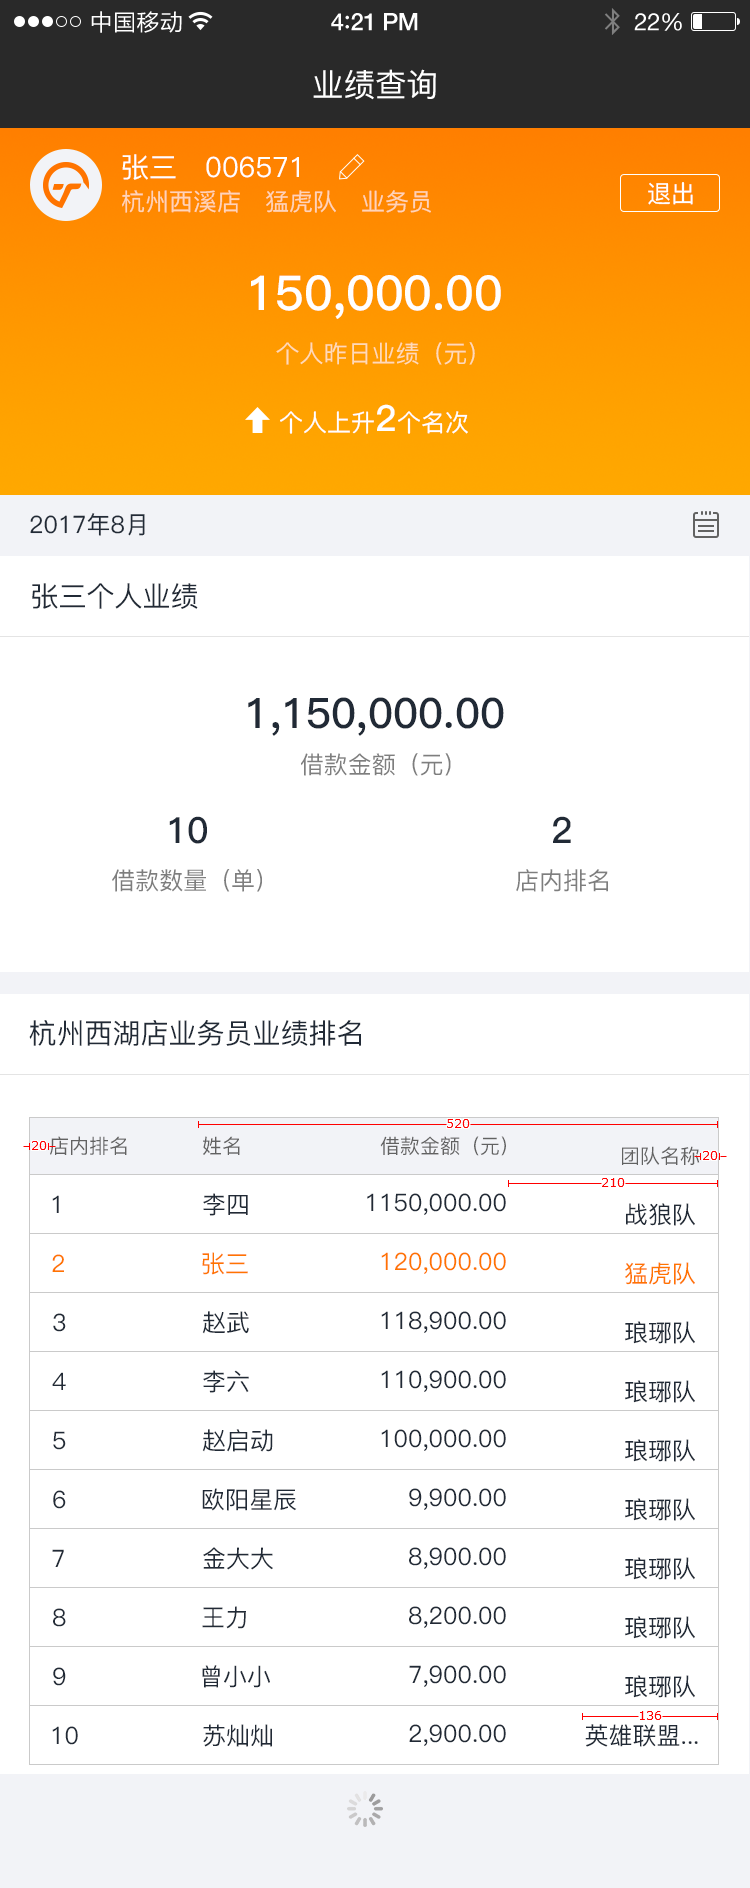 中国移动 4:21 PM 22%
业绩查询
张三 006571
杭州西溪店 猛虎队 业务员
退出
150,000.00
个人昨日业绩（元）
个人上升2个名次
2017年8月
张三个人业绩
1,150,000.00
借款金额（元）
10 2
借款数量（单） 店内排名
杭州西湖店业务员业绩排名
520
20 店内排名 姓名 借款金额（元） 团队名称 20
210
1 李四 1150,000.00 战狼队
2 张三 120,000.00 猛虎队
3 赵武 118,900.00 琅琊队
4 李六 110,900.00 琅琊队
5 赵启动 100,000.00 琅琊队
6 欧阳星辰 9,900.00 琅琊队
7 金大大 8,900.00 琅琊队
8 王力 8,200.00 琅琊队
9 曾小小 7,900.00 琅琊队
136
10 苏灿灿 2,900.00 英雄联盟...